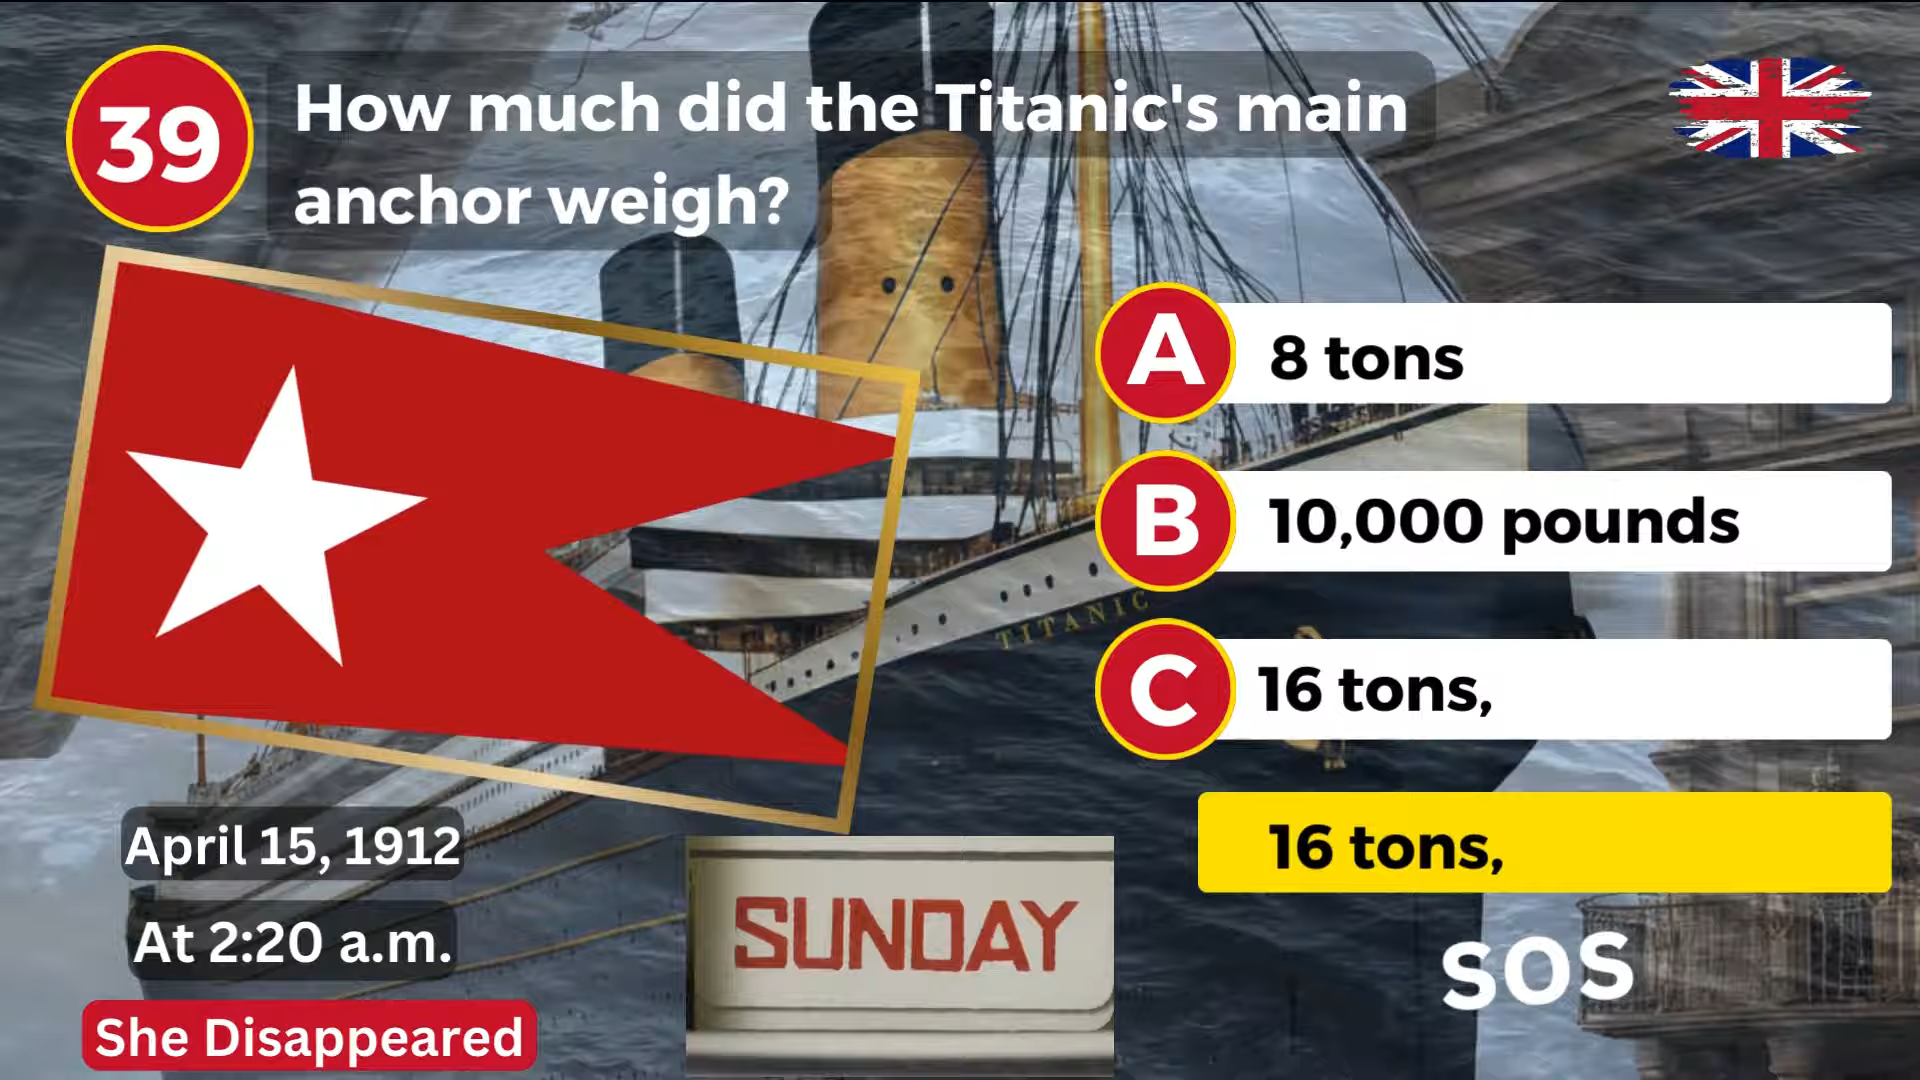 39
How much did the Titanic's main
anchor weigh?
A
8 tons
B
10,000 pounds
TITANIC
C
16 tons,
16 tons,
April 15, 1912
At 2:20 a.m.
She Disappeared
SUNDAY
SOS